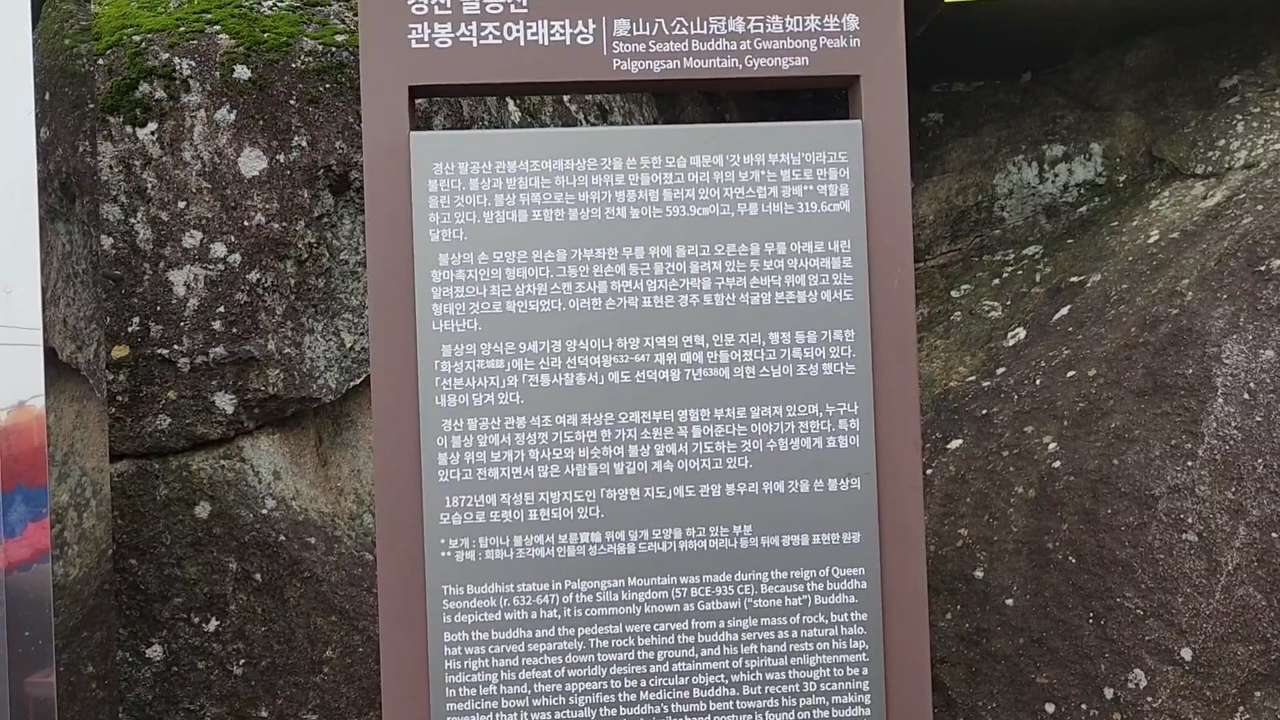 경산 팔공산
관봉석조여래좌상
慶山八公山冠峰石造如來坐像
Stone Seated Buddha at Gwanbong Peak in
Palgongsan Mountain, Gyeongsan
경산 팔공산 관봉석조여래좌상은 갓을 쓴 듯한 모습 때문에 '갓 바위 부처님'이라고도
불린다. 불상과 받침대는 하나의 바위로 만들어졌고 머리 위의 보개*는 별도로 만들어
올린 것이다. 불상 뒤쪽으로는 바위가 병풍처럼 둘러져 있어 자연스럽게 광배** 역할을
하고 있다. 받침대를 포함한 불상의 전체 높이는 593.9㎝이고, 무릎 너비는 319.6㎝에
달한다.
불상의 손 모양은 왼손을 가부좌한 무릎 위에 올리고 오른손을 무릎 아래로 내린
항마촉지인의 형태이다. 그동안 왼손에 둥근 물건이 올려져 있는 듯 보여 약사여래불로
알려졌으나 최근 삼차원 스캔 조사를 하면서 엄지손가락을 구부려 손바닥 위에 얹고 있는
형태인 것으로 확인되었다. 이러한 손가락 표현은 경주 토함산 석굴암 본존불상 에서도
나타난다.
불상의 양식은 9세기경 양식이나 하양 지역의 연혁, 인문 지리, 행정 등을 기록한
「화성지花城誌」에는 신라 선덕여왕632~647 재위 때에 만들어졌다고 기록되어 있다.
「선본사사지」와 「전통사찰총서」 에도 선덕여왕 7년638에 의현 스님이 조성 했다는
내용이 담겨 있다.
경산 팔공산 관봉 석조 여래 좌상은 오래전부터 영험한 부처로 알려져 있으며, 누구나
이 불상 앞에서 정성껏 기도하면 한 가지 소원은 꼭 들어준다는 이야기가 전한다. 특히
불상 위의 보개가 학사모와 비슷하여 불상 앞에서 기도하는 것이 수험생에게 효험이
있다고 전해지면서 많은 사람들의 발길이 계속 이어지고 있다.
1872년에 작성된 지방지도인 「하양현 지도」에도 관암 봉우리 위에 갓을 쓴 불상의
모습으로 또렷이 표현되어 있다.
* 보개 : 탑이나 불상에서 보륜寶輪 위에 덮개 모양을 하고 있는 부분
** 광배 : 회화나 조각에서 인물의 성스러움을 드러내기 위하여 머리나 등의 뒤에 광명을 표현한 원광
This Buddhist statue in Palgongsan Mountain was made during the reign of Queen
Seondeok (r. 632-647) of the Silla kingdom (57 BCE-935 CE). Because the buddha
is depicted with a hat, it is commonly known as Gatbawi ("stone hat") Buddha.
Both the buddha and the pedestal were carved from a single mass of rock, but the
hat was carved separately. The rock behind the buddha serves as a natural halo.
His right hand reaches down toward the ground, and his left hand rests on his lap,
indicating his defeat of worldly desires and attainment of spiritual enlightenment.
In the left hand, there appears to be a circular object, which was thought to be a
medicine bowl which signifies the Medicine Buddha. But recent 3D scanning
revealed that it was actually the buddha's thumb bent towards his palm, making
hand posture is found on the buddha